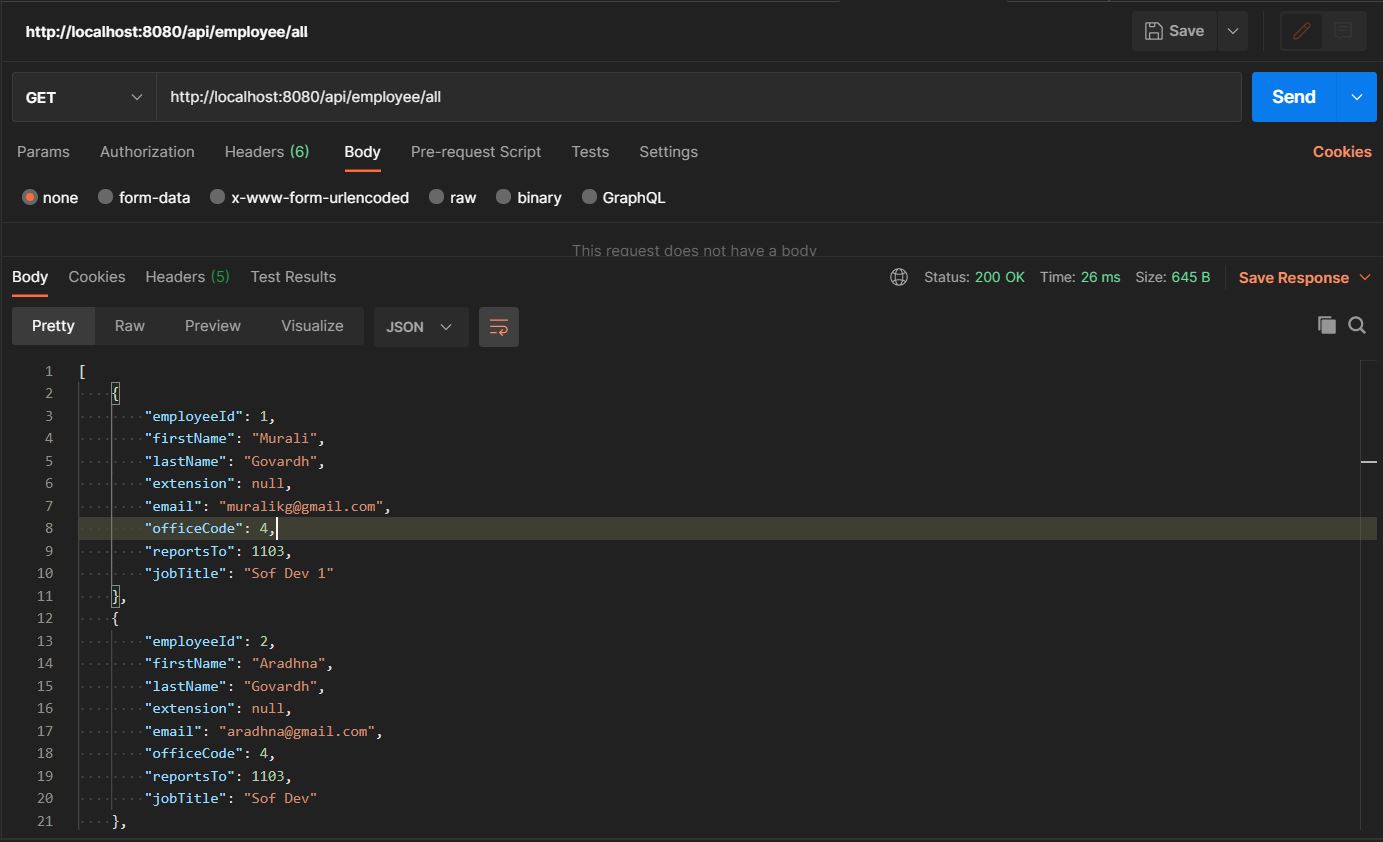 http://localhost:8080/api/employee/all Save
GET http://localhost:8080/api/employee/all Send
Params Authorization Headers (6) Body Pre-request Script Tests Settings Cookies
none form-data x-www-form-urlencoded raw binary GraphQL
This request does not have a body
Body Cookies Headers (5) Test Results Status: 200 OK Time: 26 ms Size: 645 B Save Response
Pretty Raw Preview Visualize JSON
1 [
2 {
3 "employeeId": 1,
4 "firstName": "Murali",
5 "lastName": "Govardh",
6 "extension": null,
7 "email": "muralikg@gmail.com",
8 "officeCode": 4,
9 "reportsTo": 1103,
10 "jobTitle": "Sof Dev 1"
11 },
12 {
13 "employeeId": 2,
14 "firstName": "Aradhna",
15 "lastName": "Govardh",
16 "extension": null,
17 "email": "aradhna@gmail.com",
18 "officeCode": 4,
19 "reportsTo": 1103,
20 "jobTitle": "Sof Dev"
21 },